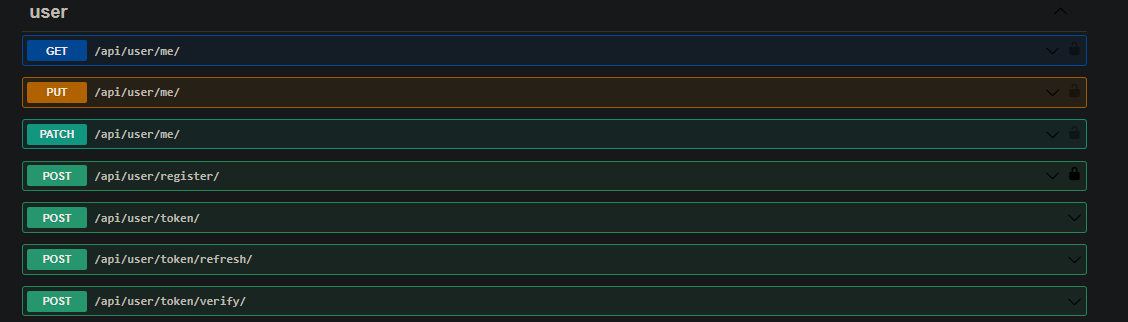 user
GET /api/user/me/
PUT /api/user/me/
PATCH /api/user/me/
POST /api/user/register/
POST /api/user/token/
POST /api/user/token/refresh/
POST /api/user/token/verify/